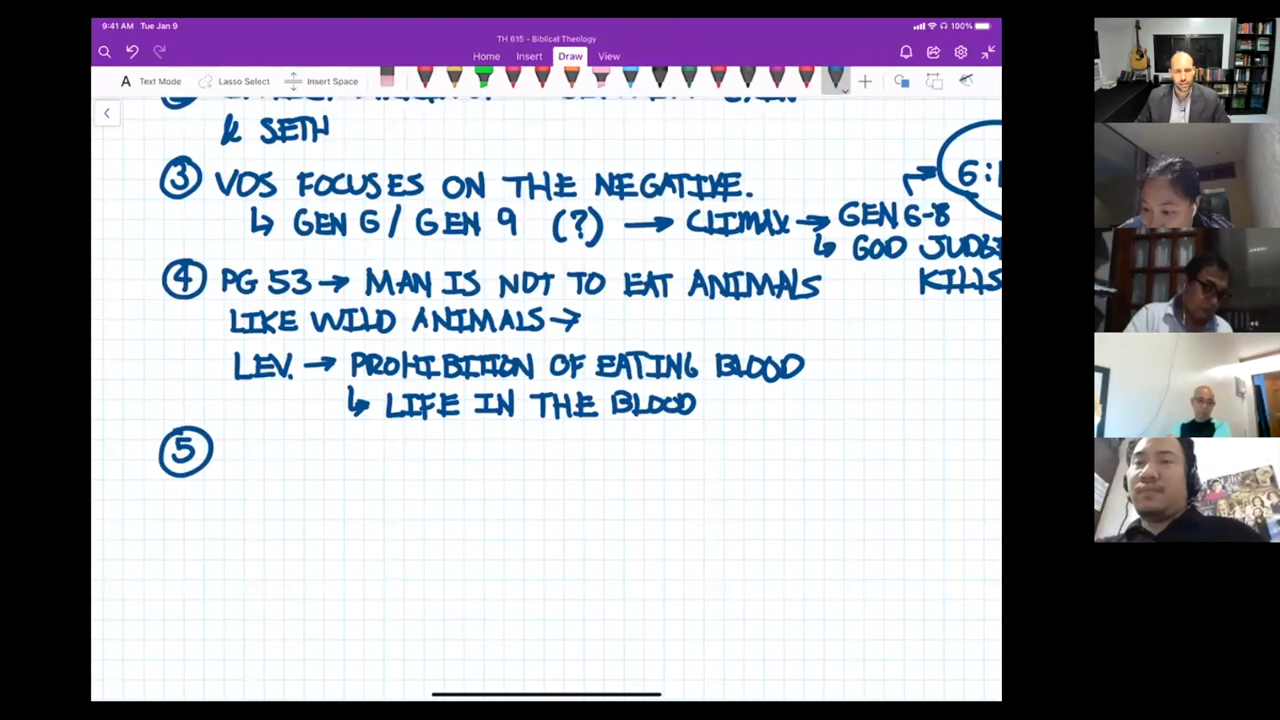 9:41 AM Tue Jan 9
100%
TH 615 - Biblical Theology
Home Insert Draw View
A Text Mode Lasso Select Insert Space
& SETH
3 VOS FOCUSES ON THE NEGATIVE.
↳ GEN 6 / GEN 9 (?) → CLIMAX → GEN 6-8
6:
↳ GOD JUDGE
KILLS
4 PG 53 → MAN IS NOT TO EAT ANIMALS
LIKE WILD ANIMALS →
LEV. → PROHIBITION OF EATING BLOOD
↳ LIFE IN THE BLOOD
5